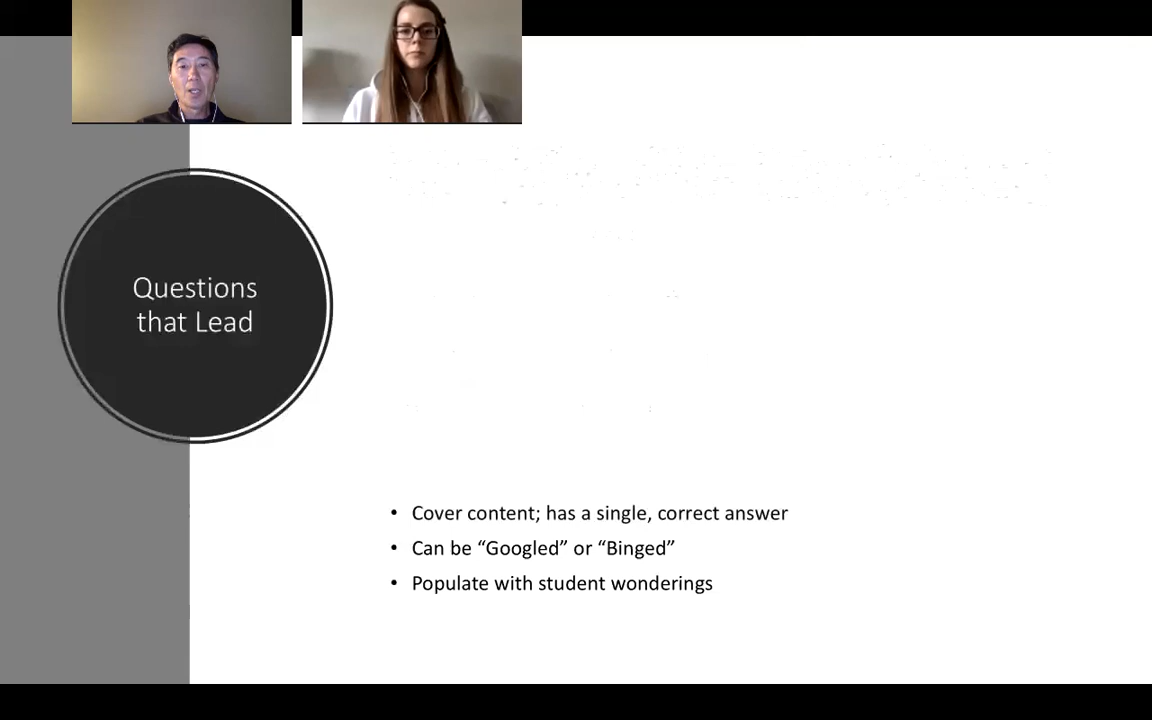 Questions
that Lead
• Cover content; has a single, correct answer
• Can be “Googled” or “Binged”
• Populate with student wonderings